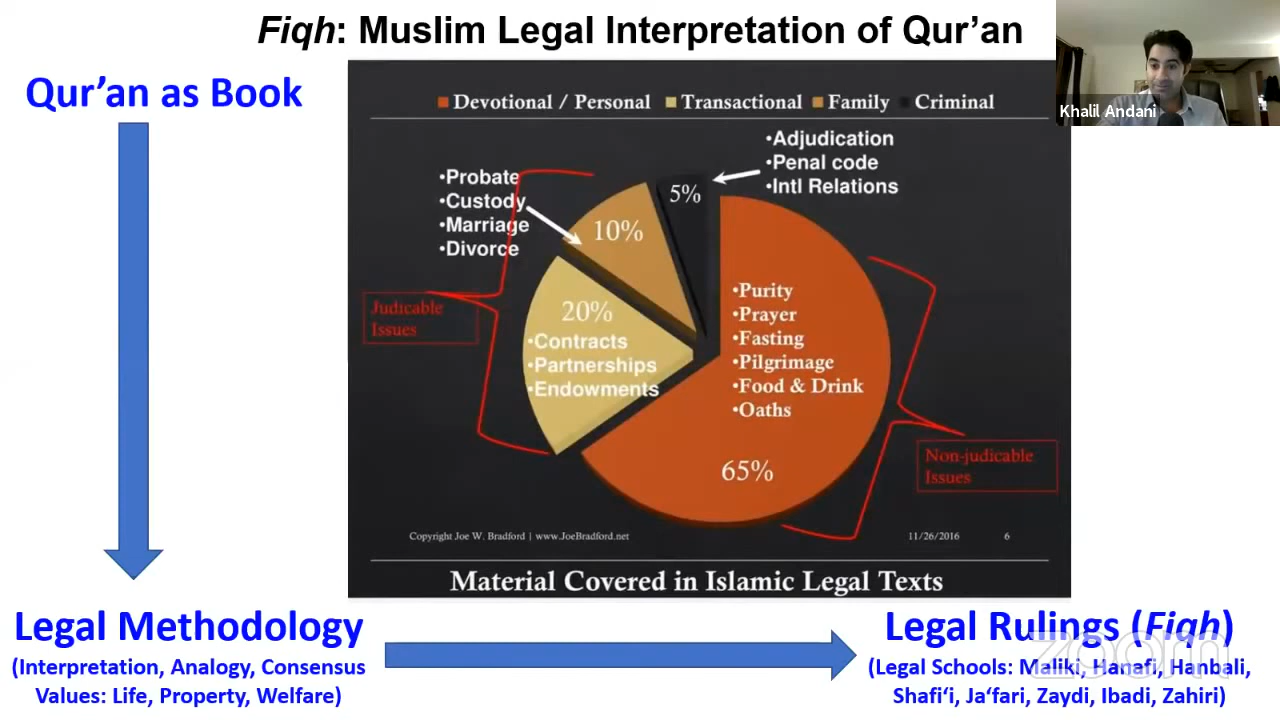 Fiqh: Muslim Legal Interpretation of Qur’an
Khalil Andani
Qur’an as Book
Devotional / Personal Transactional Family Criminal
•Adjudication
•Penal code
•Intl Relations
•Probate
•Custody
•Marriage
•Divorce
5%
10%
20%
•Contracts
•Partnerships
•Endowments
•Purity
•Prayer
•Fasting
•Pilgrimage
•Food & Drink
•Oaths
65%
Judicable
Issues
Non-judicable
Issues
Copyright Joe W. Bradford | www.JoeBradford.net 11/26/2016 6
Material Covered in Islamic Legal Texts
Legal Methodology
(Interpretation, Analogy, Consensus
Values: Life, Property, Welfare)
Legal Rulings (Fiqh)
(Legal Schools: Maliki, Hanafi, Hanbali,
Shafi‘i, Ja‘fari, Zaydi, Ibadi, Zahiri)
zoom